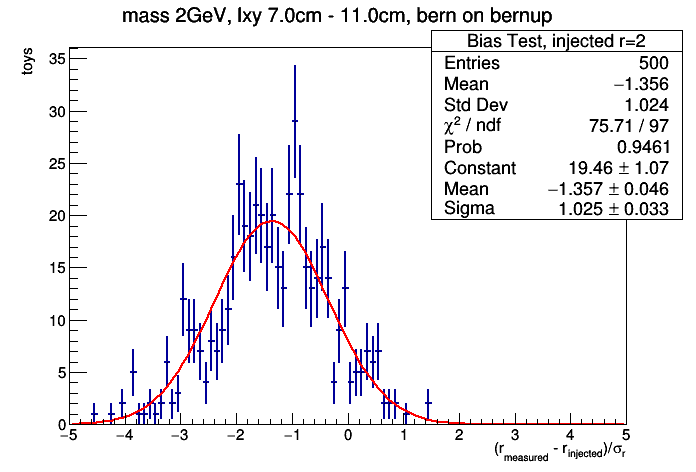 mass 2GeV, lxy 7.0cm - 11.0cm, bern on bernup
Bias Test, injected r=2
Entries 500
Mean −1.356
Std Dev 1.024
χ² / ndf 75.71 / 97
Prob 0.9461
Constant 19.46 ± 1.07
Mean −1.357 ± 0.046
Sigma 1.025 ± 0.033
toys
35
30
25
20
15
10
5
0
−5 −4 −3 −2 −1 0 1 2 3 4 5
(r_measured - r_injected)/σ_r